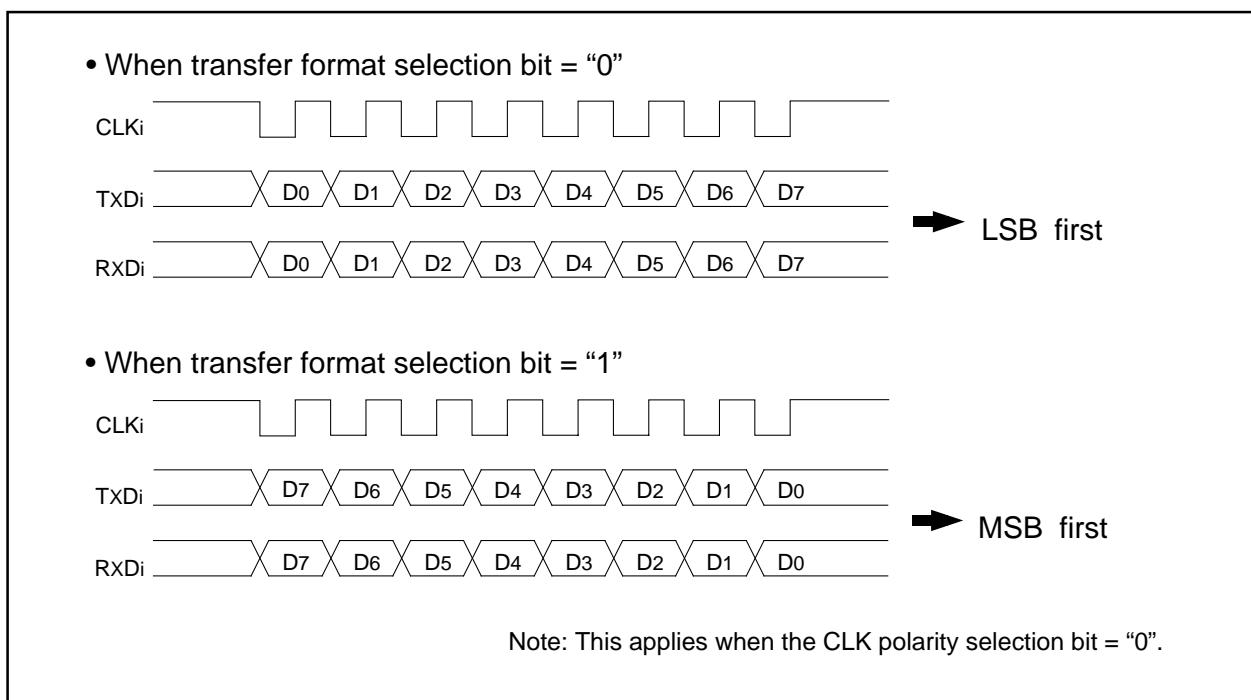 • When transfer format selection bit = “0”
CLKi
TXDi D0 D1 D2 D3 D4 D5 D6 D7
LSB first
RXDi D0 D1 D2 D3 D4 D5 D6 D7
• When transfer format selection bit = “1”
CLKi
TXDi D7 D6 D5 D4 D3 D2 D1 D0
MSB first
RXDi D7 D6 D5 D4 D3 D2 D1 D0
Note: This applies when the CLK polarity selection bit = “0”.